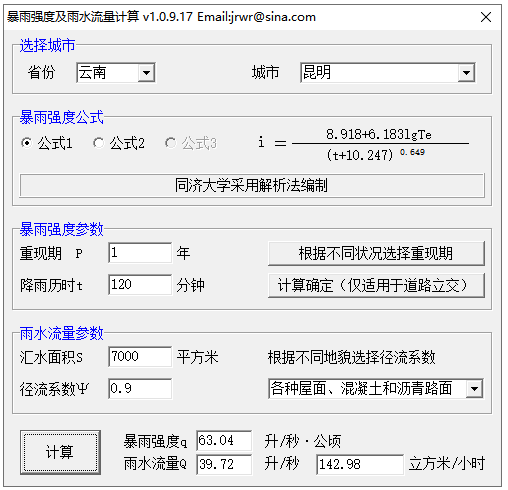 暴雨强度及雨水流量计算 v1.0.9.17 Email:jrwr@sina.com
选择城市
省份 云南 城市 昆明
暴雨强度公式
公式1 公式2 公式3 i = 8.918+6.183lgTe
(t+10.247) 0.649
同济大学采用解析法编制
暴雨强度参数
重现期 P 1 年 根据不同状况选择重现期
降雨历时t 120 分钟 计算确定（仅适用于道路立交）
雨水流量参数
汇水面积S 7000 平方米 根据不同地貌选择径流系数
径流系数Ψ 0.9 各种屋面、混凝土和沥青路面
计算 暴雨强度q 63.04 升/秒·公顷
雨水流量Q 39.72 升/秒 142.98 立方米/小时